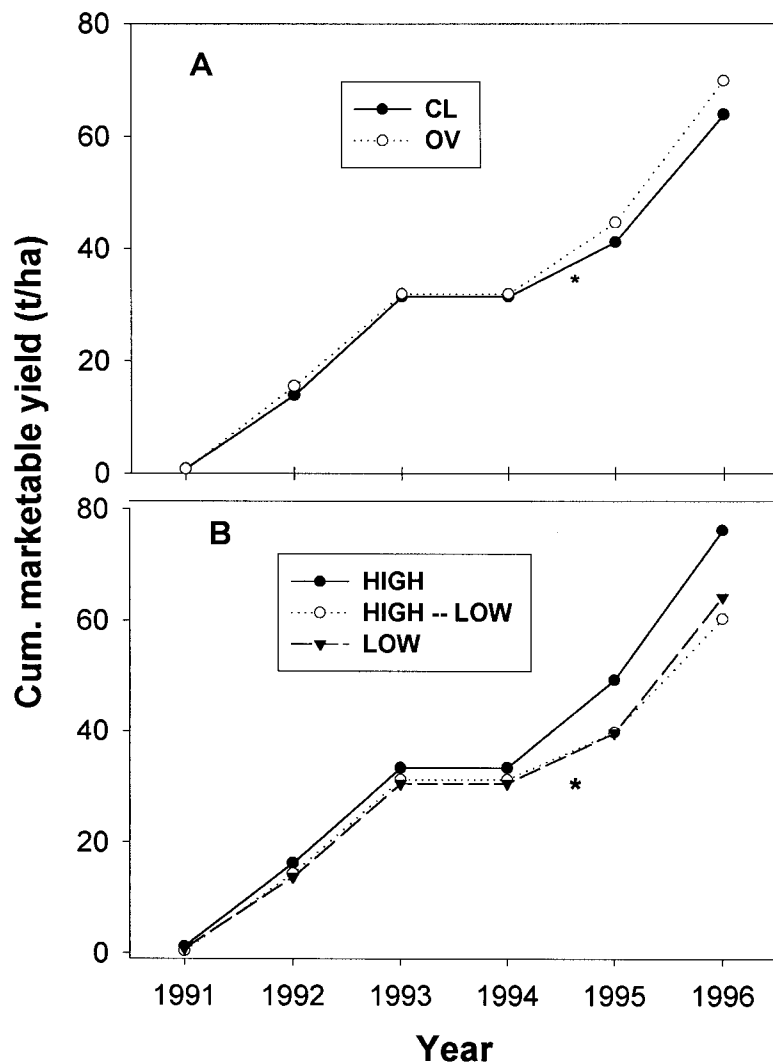 Cum. marketable yield (t/ha)
80
60
40
20
0
A
CL
OV
*
80
60
40
20
0
B
HIGH
HIGH -- LOW
LOW
*
1991 1992 1993 1994 1995 1996
Year